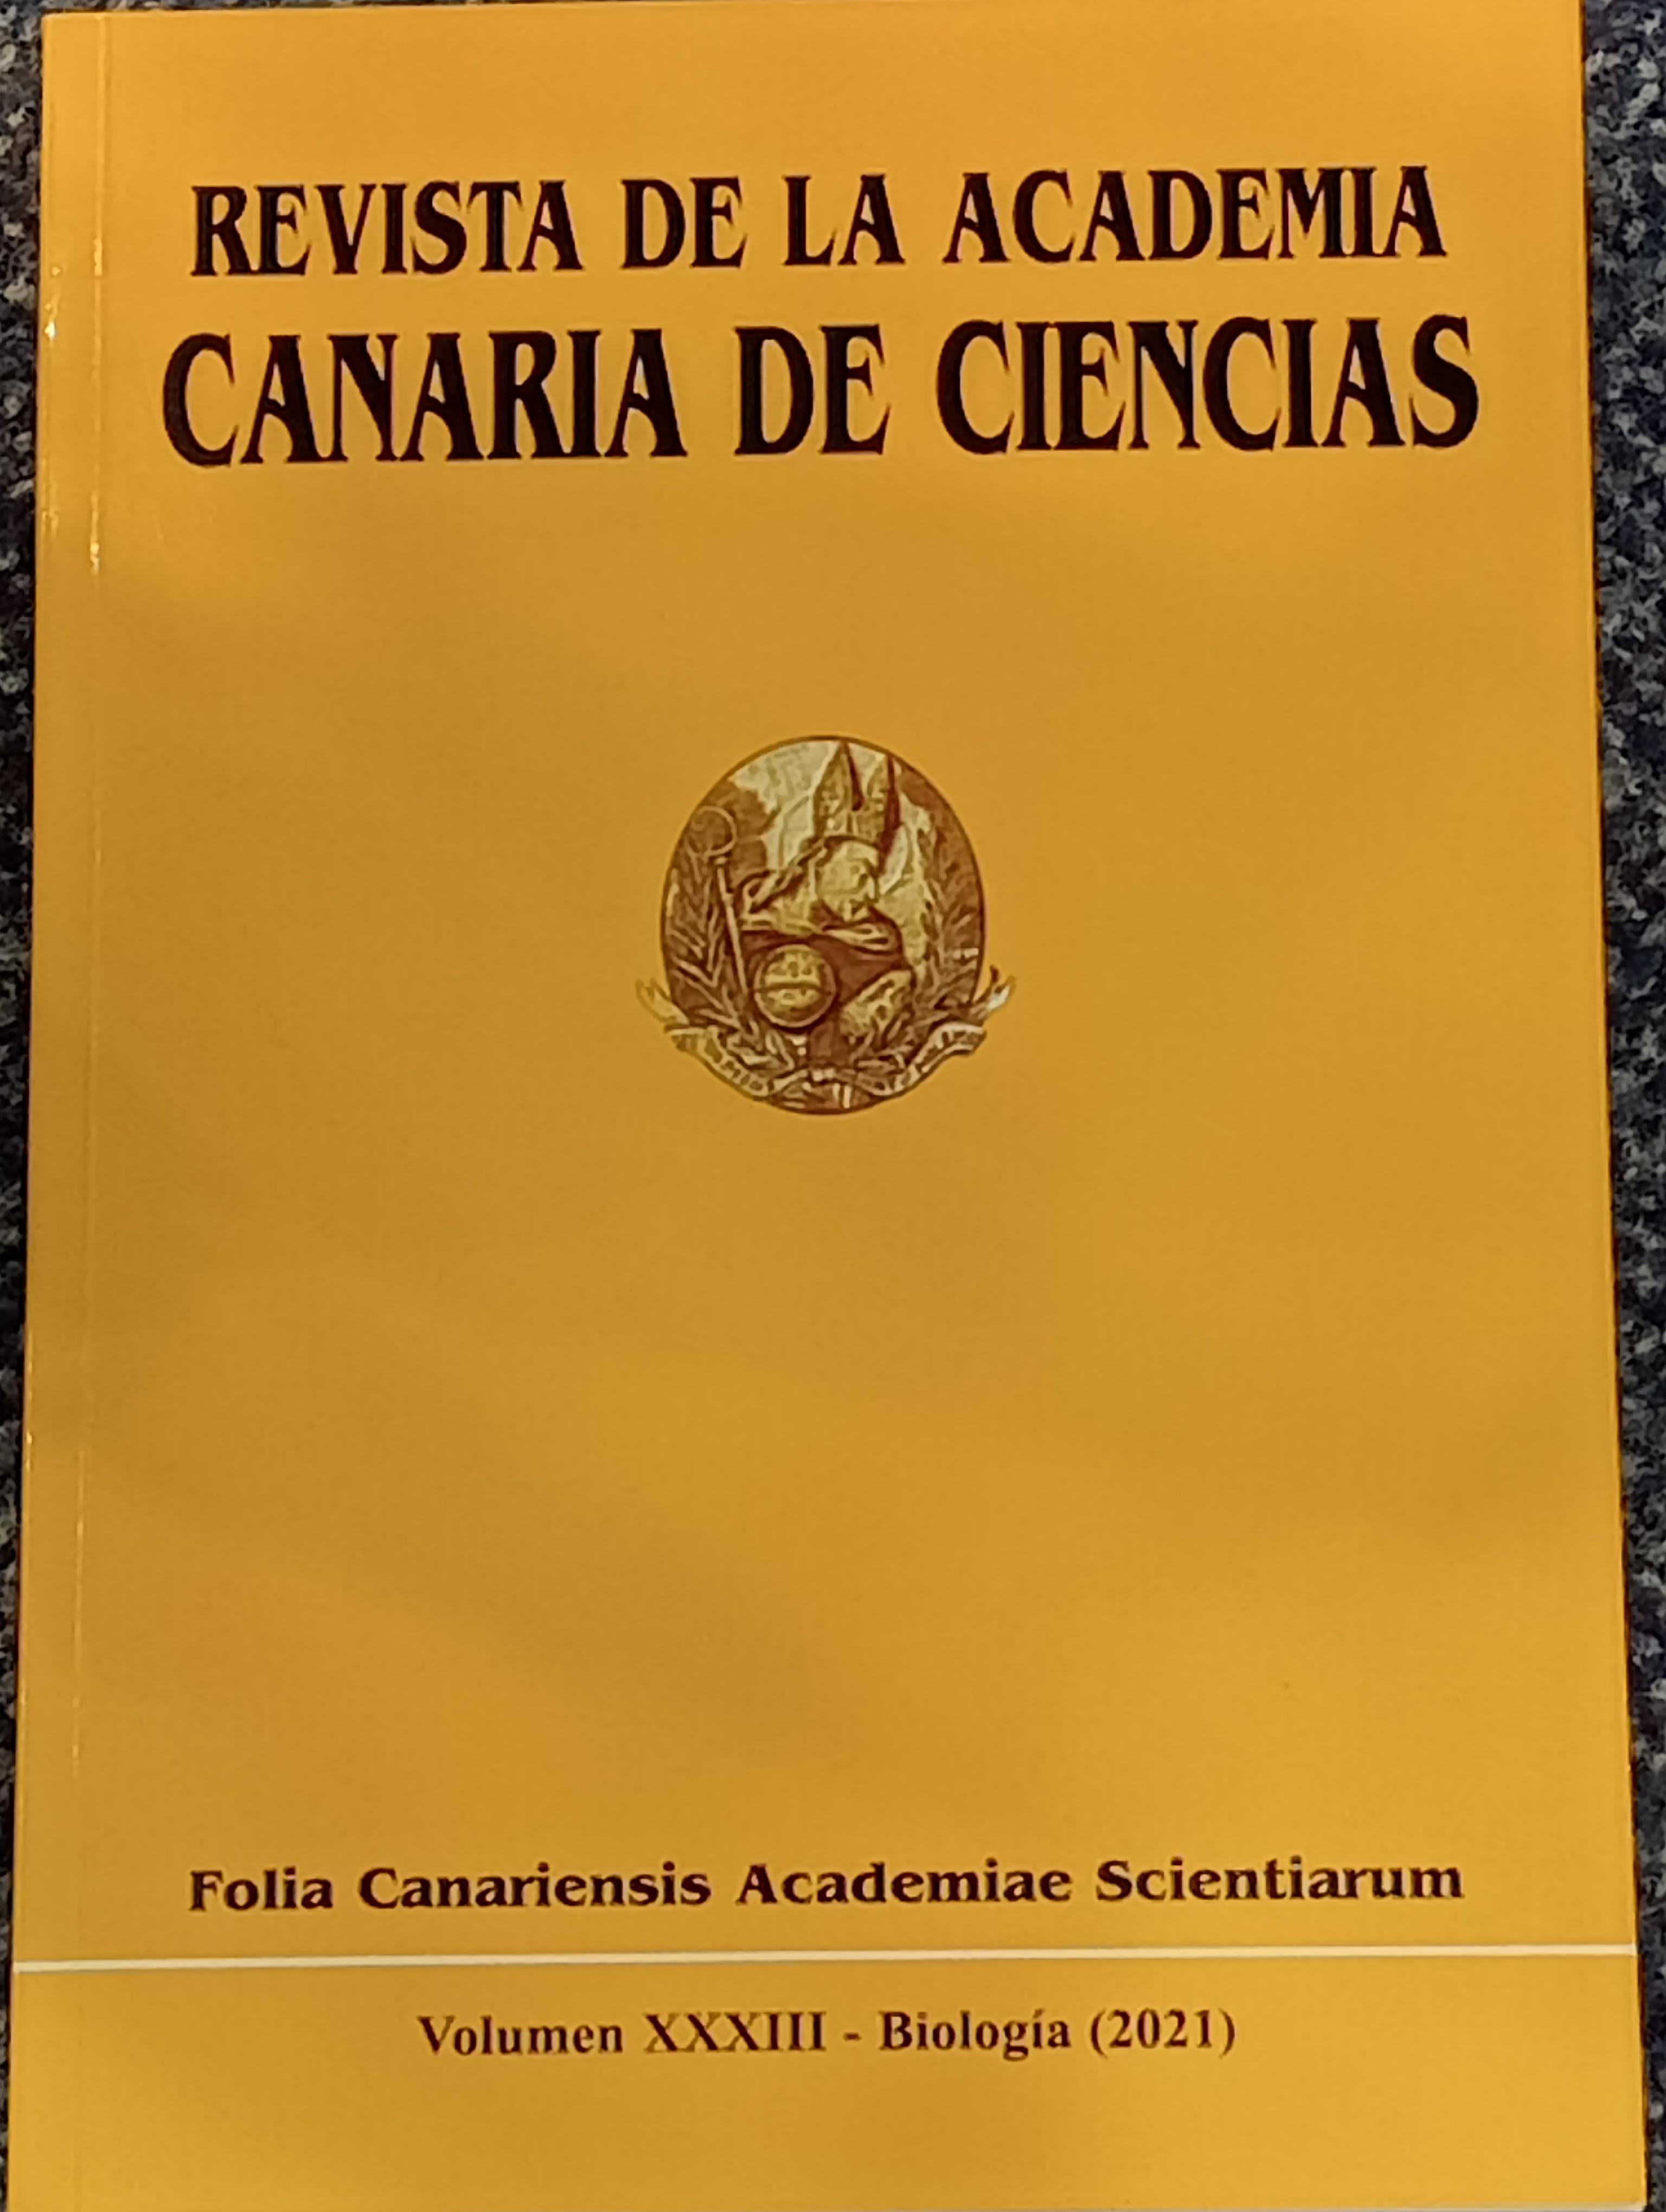 REVISTA DE LA ACADEMIA
CANARIA DE CIENCIAS
Folia Canariensis Academiae Scientiarum
Volumen XXXIII - Biología (2021)